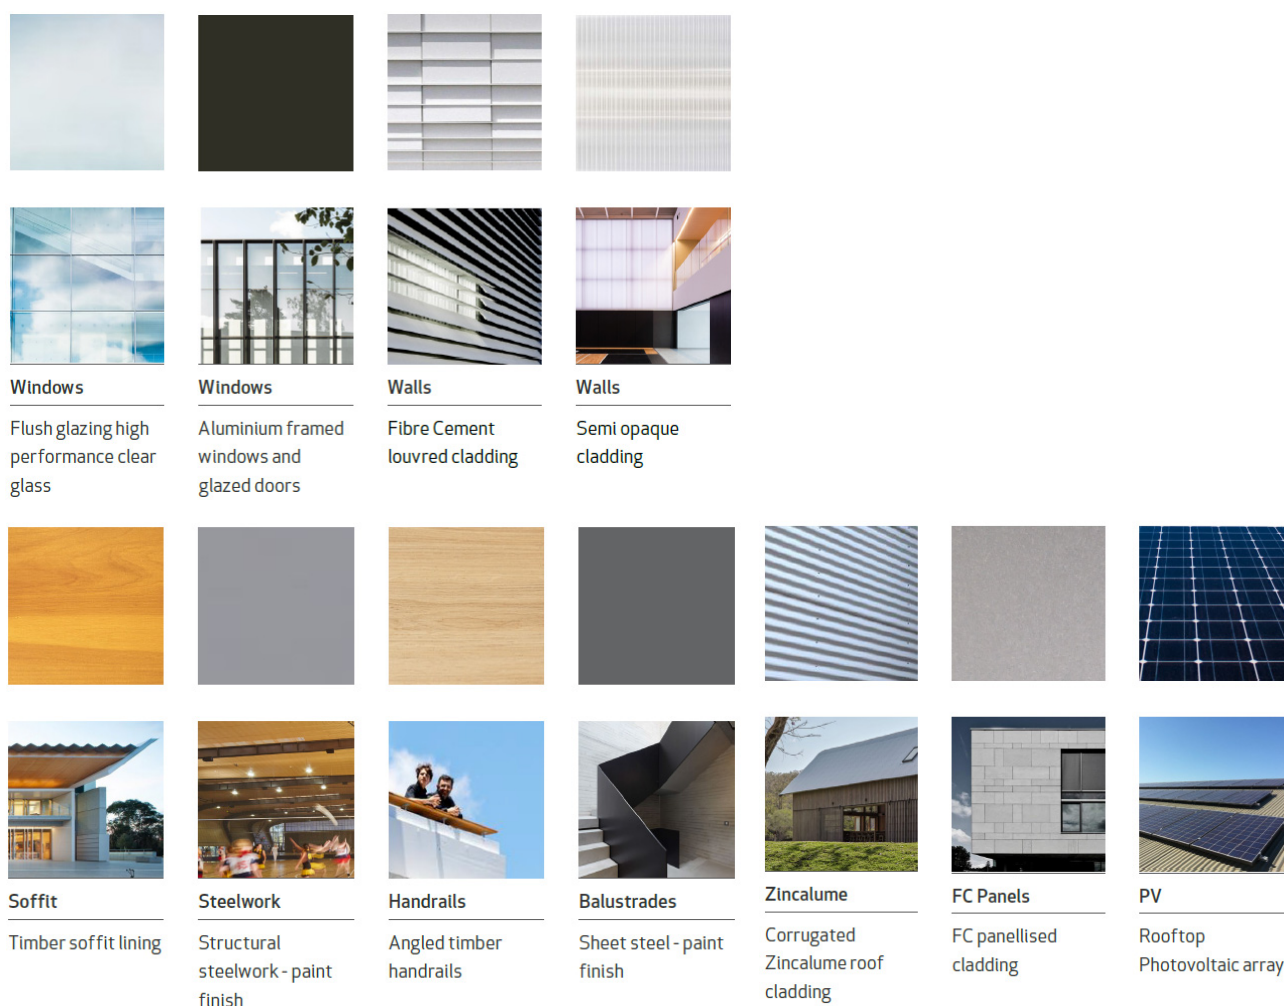 Windows
Flush glazing high
performance clear
glass
Windows
Aluminium framed
windows and
glazed doors
Walls
Fibre Cement
louvred cladding
Walls
Semi opaque
cladding
Soffit
Timber soffit lining
Steelwork
Structural
steelwork - paint
finish
Handrails
Angled timber
handrails
Balustrades
Sheet steel - paint
finish
Zincalume
Corrugated
Zincalume roof
cladding
FC Panels
FC panellised
cladding
PV
Rooftop
Photovoltaic array